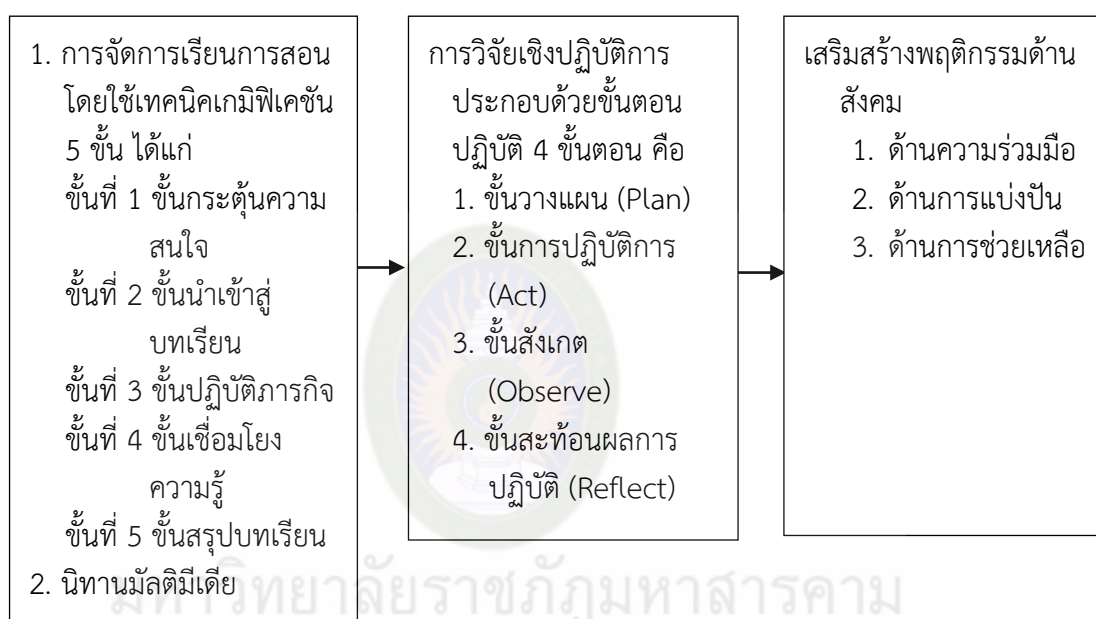 1. การจัดการเรียนการสอน
โดยใช้เทคนิคเกมิฟิเคชัน
5 ขั้น ได้แก่
ขั้นที่ 1 ขั้นกระตุ้นความ
สนใจ
ขั้นที่ 2 ขั้นนำเข้าสู่
บทเรียน
ขั้นที่ 3 ขั้นปฏิบัติภารกิจ
ขั้นที่ 4 ขั้นเชื่อมโยง
ความรู้
ขั้นที่ 5 ขั้นสรุปบทเรียน
2. นิทานมัลติมีเดีย
การวิจัยเชิงปฏิบัติการ
ประกอบด้วยขั้นตอน
ปฏิบัติ 4 ขั้นตอน คือ
1. ขั้นวางแผน (Plan)
2. ขั้นการปฏิบัติการ
(Act)
3. ขั้นสังเกต
(Observe)
4. ขั้นสะท้อนผลการ
ปฏิบัติ (Reflect)
เสริมสร้างพฤติกรรมด้าน
สังคม
1. ด้านความร่วมมือ
2. ด้านการแบ่งปัน
3. ด้านการช่วยเหลือ
มหาวิทยาลัยราชภัฏมหาสารคาม